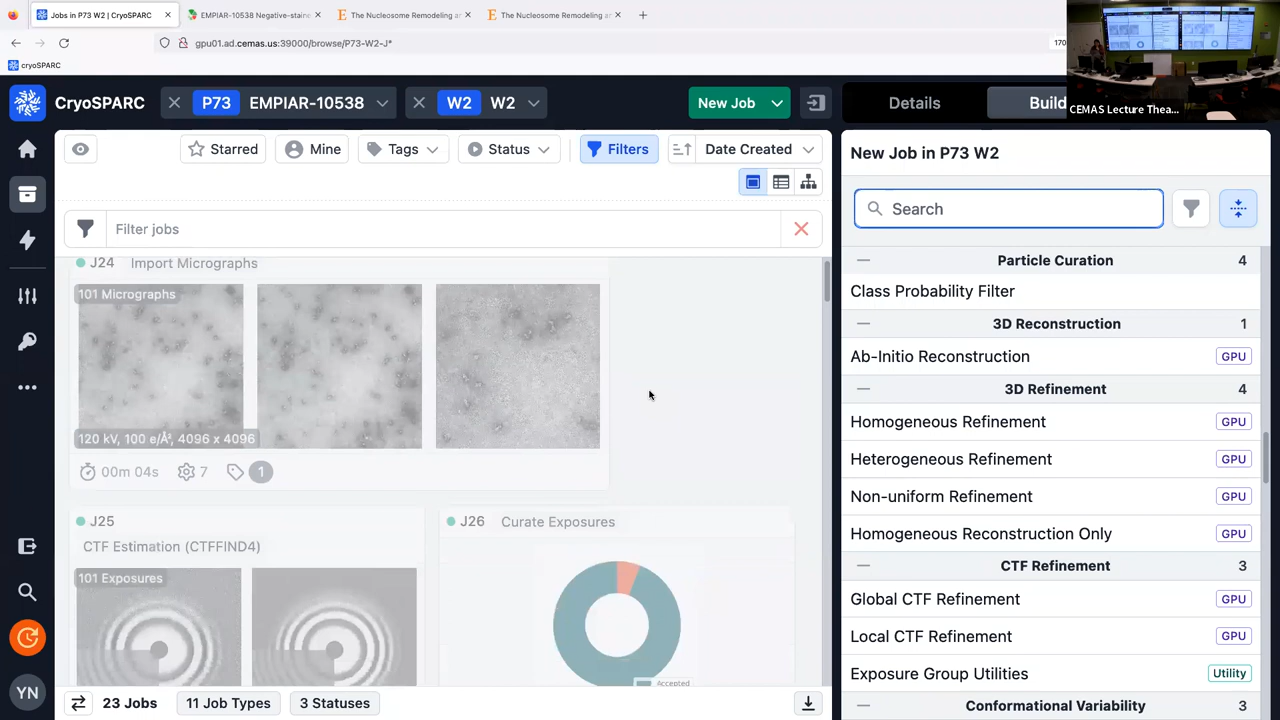 Jobs in P73 W2 | CryoSPARC
EMPIAR-10538 Negative-staine
The Nucleosome Remodeling an
Remodeling ar
gpu01.ad.cemas.us:39000/browse/P73-W2-J*
170
cryoSPARC
CEMAS Lecture Thea...
CryoSPARC
P73 EMPIAR-10538
W2 W2
New Job
Details
Build
Starred
Mine
Tags
Status
Filters
Date Created
Filter jobs
J24 Import Micrographs
101 Micrographs
120 kV, 100 e/Å², 4096 x 4096
00m 04s
7
1
J25
CTF Estimation (CTFFIND4)
101 Exposures
J26 Curate Exposures
Accepted
23 Jobs
11 Job Types
3 Statuses
YN
New Job in P73 W2
Search
Particle Curation 4
Class Probability Filter
3D Reconstruction 1
Ab-Initio Reconstruction GPU
3D Refinement 4
Homogeneous Refinement GPU
Heterogeneous Refinement GPU
Non-uniform Refinement GPU
Homogeneous Reconstruction Only GPU
CTF Refinement 3
Global CTF Refinement GPU
Local CTF Refinement GPU
Exposure Group Utilities Utility
Conformational Variability 3